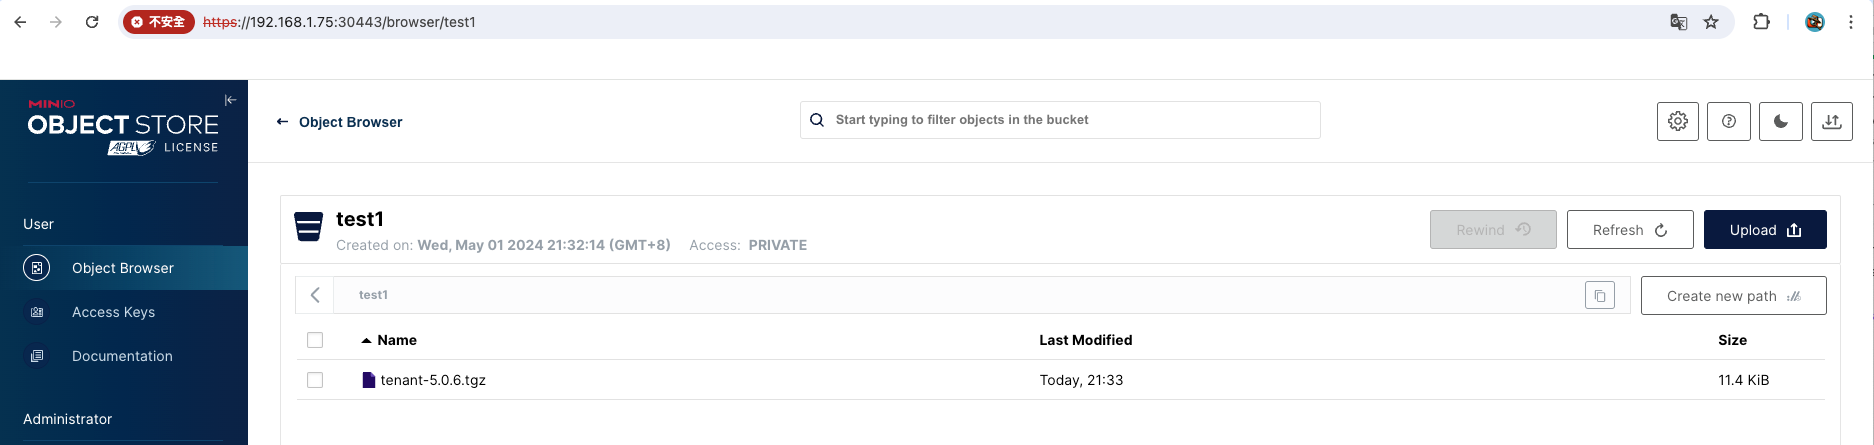 不安全 https://192.168.1.75:30443/browser/test1
MINIO
OBJECT STORE
AGPL LICENSE
Object Browser
Start typing to filter objects in the bucket
User
Object Browser
Access Keys
Documentation
Administrator
test1
Created on: Wed, May 01 2024 21:32:14 (GMT+8) Access: PRIVATE
Rewind
Refresh
Upload
test1
Create new path
Name Last Modified Size
tenant-5.0.6.tgz Today, 21:33 11.4 KiB